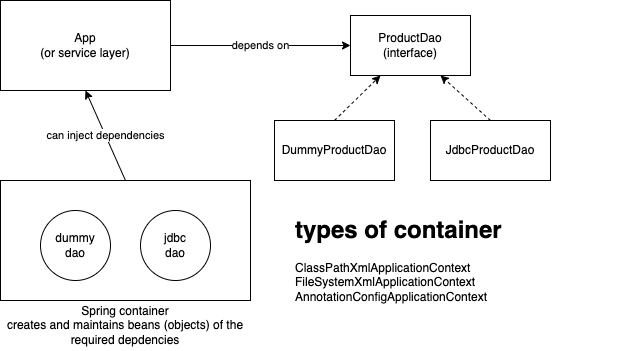 App
(or service layer)
depends on
ProductDao
(interface)
can inject dependencies
DummyProductDao
JdbcProductDao
dummy
dao
jdbc
dao
types of container
ClassPathXmlApplicationContext
FileSystemXmlApplicationContext
AnnotationConfigApplicationContext
Spring container
creates and maintains beans (objects) of the
required depdencies